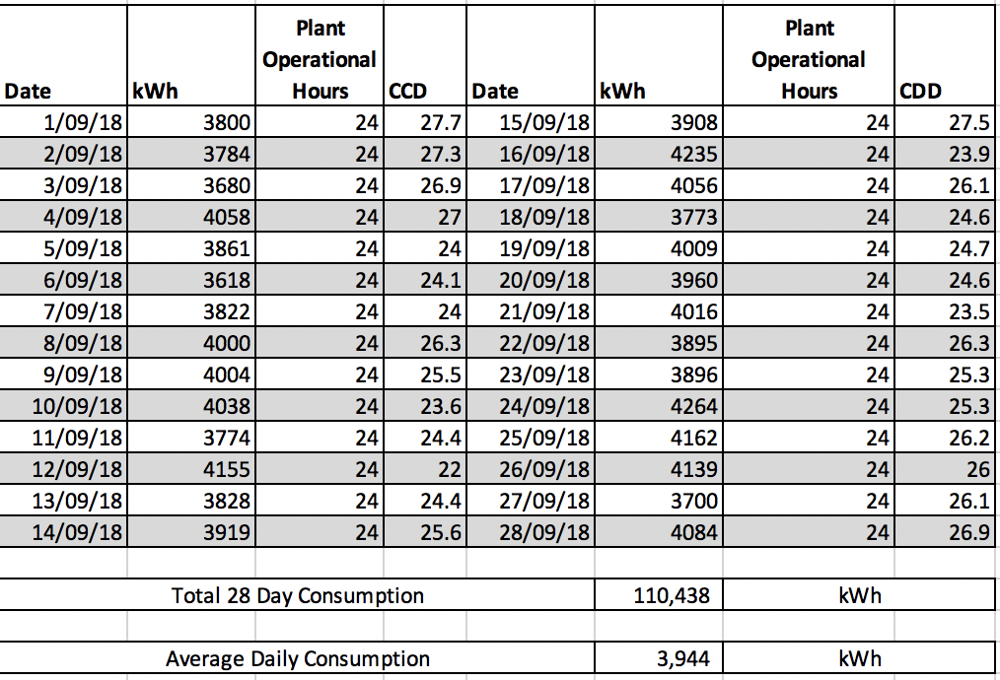 Date kWh Plant Operational Hours CCD Date kWh Plant Operational Hours CDD
1/09/18 3800 24 27.7 15/09/18 3908 24 27.5
2/09/18 3784 24 27.3 16/09/18 4235 24 23.9
3/09/18 3680 24 26.9 17/09/18 4056 24 26.1
4/09/18 4058 24 27 18/09/18 3773 24 24.6
5/09/18 3861 24 24 19/09/18 4009 24 24.7
6/09/18 3618 24 24.1 20/09/18 3960 24 24.6
7/09/18 3822 24 24 21/09/18 4016 24 23.5
8/09/18 4000 24 26.3 22/09/18 3895 24 26.3
9/09/18 4004 24 25.5 23/09/18 3896 24 25.3
10/09/18 4038 24 23.6 24/09/18 4264 24 25.3
11/09/18 3774 24 24.4 25/09/18 4162 24 26.2
12/09/18 4155 24 22 26/09/18 4139 24 26
13/09/18 3828 24 24.4 27/09/18 3700 24 26.1
14/09/18 3919 24 25.6 28/09/18 4084 24 26.9
Total 28 Day Consumption 110,438 kWh
Average Daily Consumption 3,944 kWh